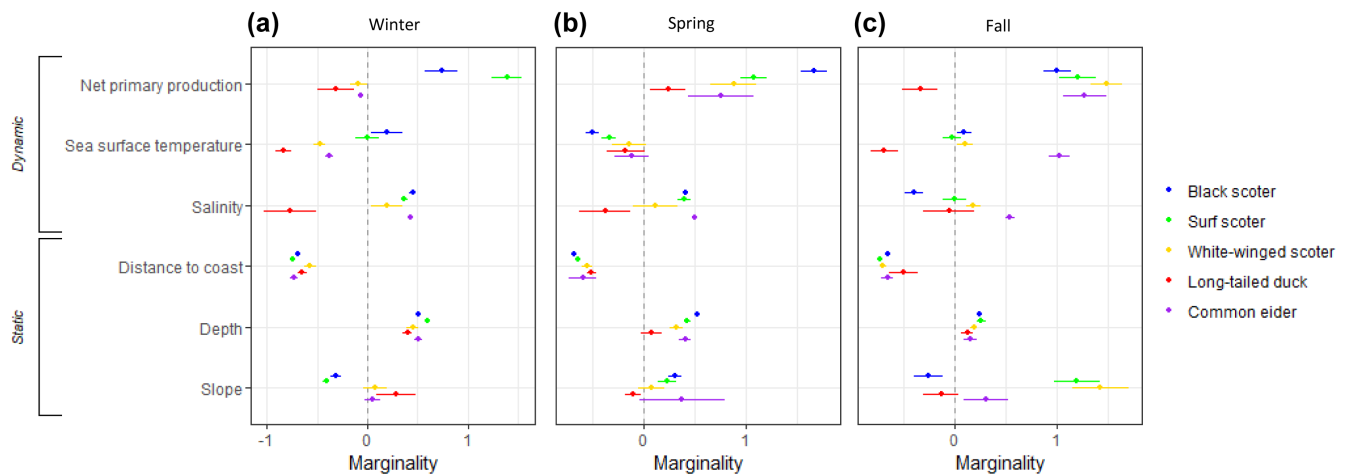 (a) Winter (b) Spring (c) Fall
Dynamic
Net primary production
Sea surface temperature
Salinity
Static
Distance to coast
Depth
Slope
-1 0 1 0 1 0 1
Marginality Marginality Marginality
Black scoter
Surf scoter
White-winged scoter
Long-tailed duck
Common eider